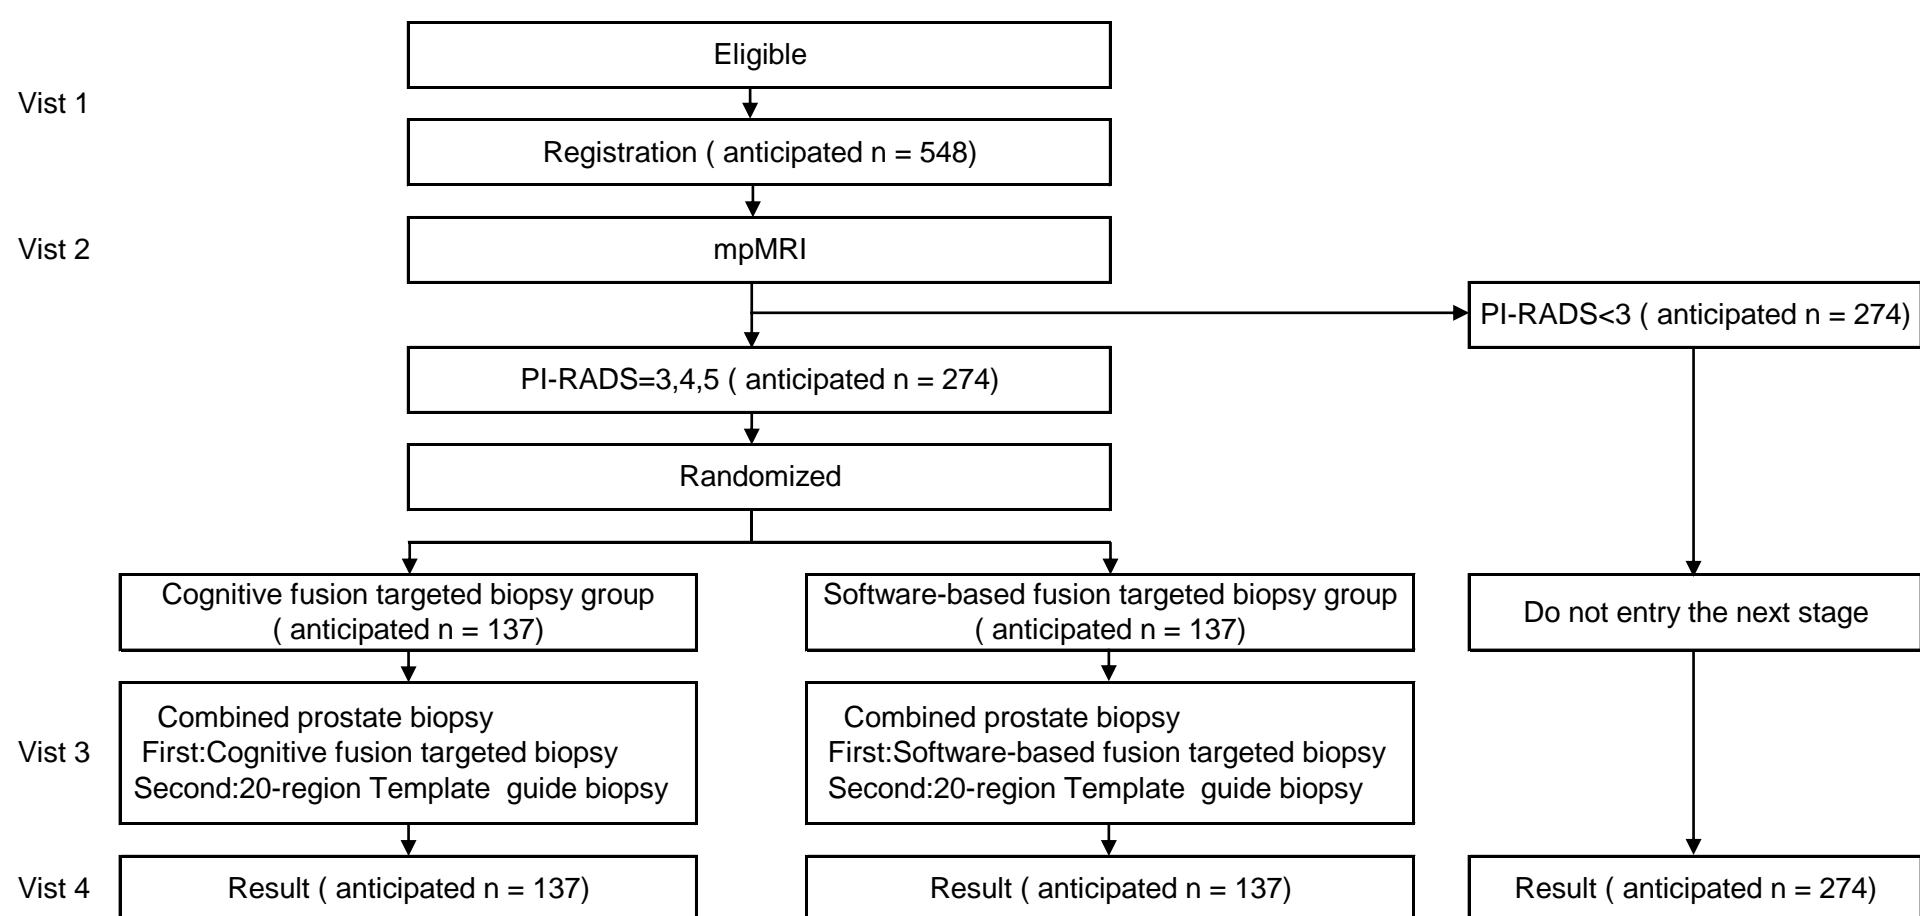 Eligible
Vist 1
Registration ( anticipated n = 548)
Vist 2
mpMRI
PI-RADS<3 ( anticipated n = 274)
PI-RADS=3,4,5 ( anticipated n = 274)
Randomized
Cognitive fusion targeted biopsy group
( anticipated n = 137)
Software-based fusion targeted biopsy group
( anticipated n = 137)
Do not entry the next stage
Vist 3
Combined prostate biopsy
First:Cognitive fusion targeted biopsy
Second:20-region Template  guide biopsy
Combined prostate biopsy
First:Software-based fusion targeted biopsy
Second:20-region Template  guide biopsy
Vist 4
Result ( anticipated n = 137)
Result ( anticipated n = 137)
Result ( anticipated n = 274)